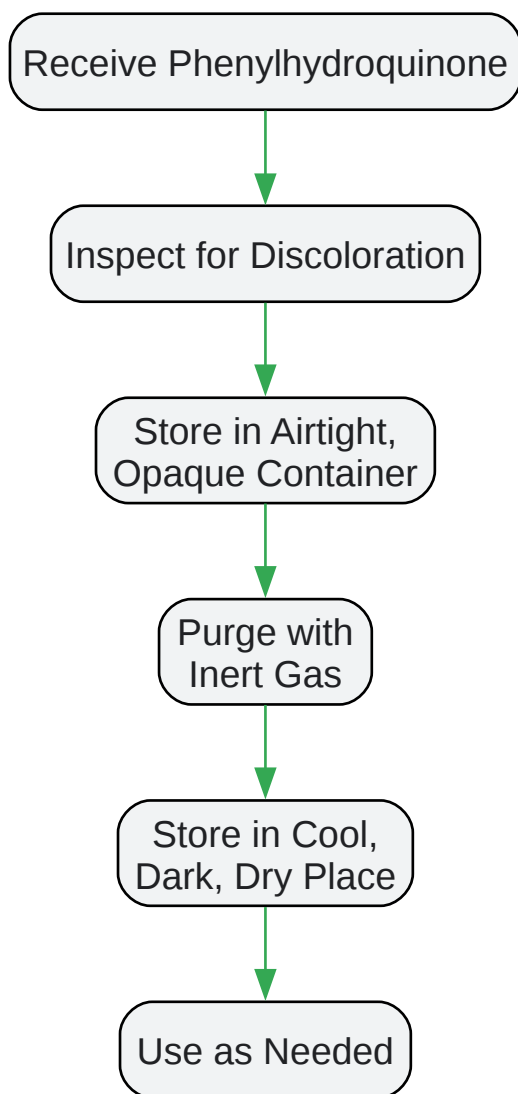 Receive Phenylhydroquinone
Inspect for Discoloration
Store in Airtight,
Opaque Container
Purge with
Inert Gas
Store in Cool,
Dark, Dry Place
Use as Needed